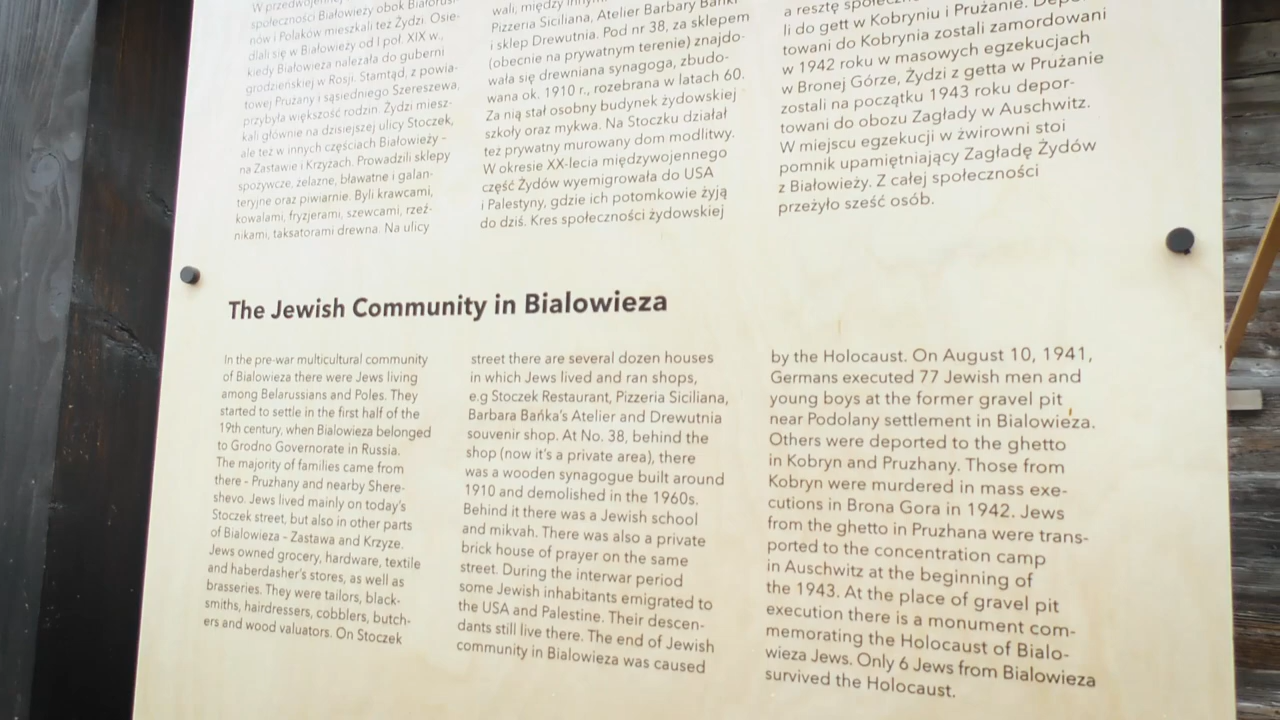 W przedwojennej
społeczności Białowieży obok Białorusi-
nów i Polaków mieszkali też Żydzi. Osie-
dlali się w Białowieży od I poł. XIX w.,
kiedy Białowieża należała do guberni
grodzieńskiej w Rosji. Stamtąd, z powia-
towej Prużany i sąsiedniego Szereszewa,
przybyła większość rodzin. Żydzi miesz-
kali głównie na dzisiejszej ulicy Stoczek,
ale też w innych częściach Białowieży –
na Zastawie i Krzyżach. Prowadzili sklepy
spożywcze, żelazne, bławatne i galan-
teryjne oraz piwiarnie. Byli krawcami,
kowalami, fryzjerami, szewcami, rzeź-
nikami, taksatorami drewna. Na ulicy
wali, między innymi
Pizzeria Siciliana, Atelier Barbary Bańki
i sklep Drewutnia. Pod nr 38, za sklepem
(obecnie na prywatnym terenie) znajdo-
wała się drewniana synagoga, zbudo-
wana ok. 1910 r., rozebrana w latach 60.
Za nią stał osobny budynek żydowskiej
szkoły oraz mykwa. Na Stoczku działał
też prywatny murowany dom modlitwy.
W okresie XX-lecia międzywojennego
część Żydów wyemigrowała do USA
i Palestyny, gdzie ich potomkowie żyją
do dziś. Kres społeczności żydowskiej
a resztę
li do gett w Kobryniu i Prużanie.
towani do Kobrynia zostali zamordowani
w 1942 roku w masowych egzekucjach
w Bronej Górze, Żydzi z getta w Prużanie
zostali na początku 1943 roku depor-
towani do obozu Zagłady w Auschwitz.
W miejscu egzekucji w żwirowni stoi
pomnik upamiętniający Zagładę Żydów
z Białowieży. Z całej społeczności
przeżyło sześć osób.
The Jewish Community in Bialowieza
In the pre-war multicultural community
of Bialowieza there were Jews living
among Belarussians and Poles. They
started to settle in the first half of the
19th century, when Bialowieza belonged
to Grodno Governorate in Russia.
The majority of families came from
there - Pruzhany and nearby Shere-
shevo. Jews lived mainly on today's
Stoczek street, but also in other parts
of Bialowieza - Zastawa and Krzyze.
Jews owned grocery, hardware, textile
and haberdasher's stores, as well as
brasseries. They were tailors, black-
smiths, hairdressers, cobblers, butch-
ers and wood valuators. On Stoczek
street there are several dozen houses
in which Jews lived and ran shops,
e.g Stoczek Restaurant, Pizzeria Siciliana,
Barbara Bańka's Atelier and Drewutnia
souvenir shop. At No. 38, behind the
shop (now it's a private area), there
was a wooden synagogue built around
1910 and demolished in the 1960s.
Behind it there was a Jewish school
and mikvah. There was also a private
brick house of prayer on the same
street. During the interwar period
some Jewish inhabitants emigrated to
the USA and Palestine. Their descen-
dants still live there. The end of Jewish
community in Bialowieza was caused
by the Holocaust. On August 10, 1941,
Germans executed 77 Jewish men and
young boys at the former gravel pit
near Podolany settlement in Bialowieza.
Others were deported to the ghetto
in Kobryn and Pruzhany. Those from
Kobryn were murdered in mass exe-
cutions in Brona Gora in 1942. Jews
from the ghetto in Pruzhana were trans-
ported to the concentration camp
in Auschwitz at the beginning of
the 1943. At the place of gravel pit
execution there is a monument com-
memorating the Holocaust of Bialo-
wieza Jews. Only 6 Jews from Bialowieza
survived the Holocaust.